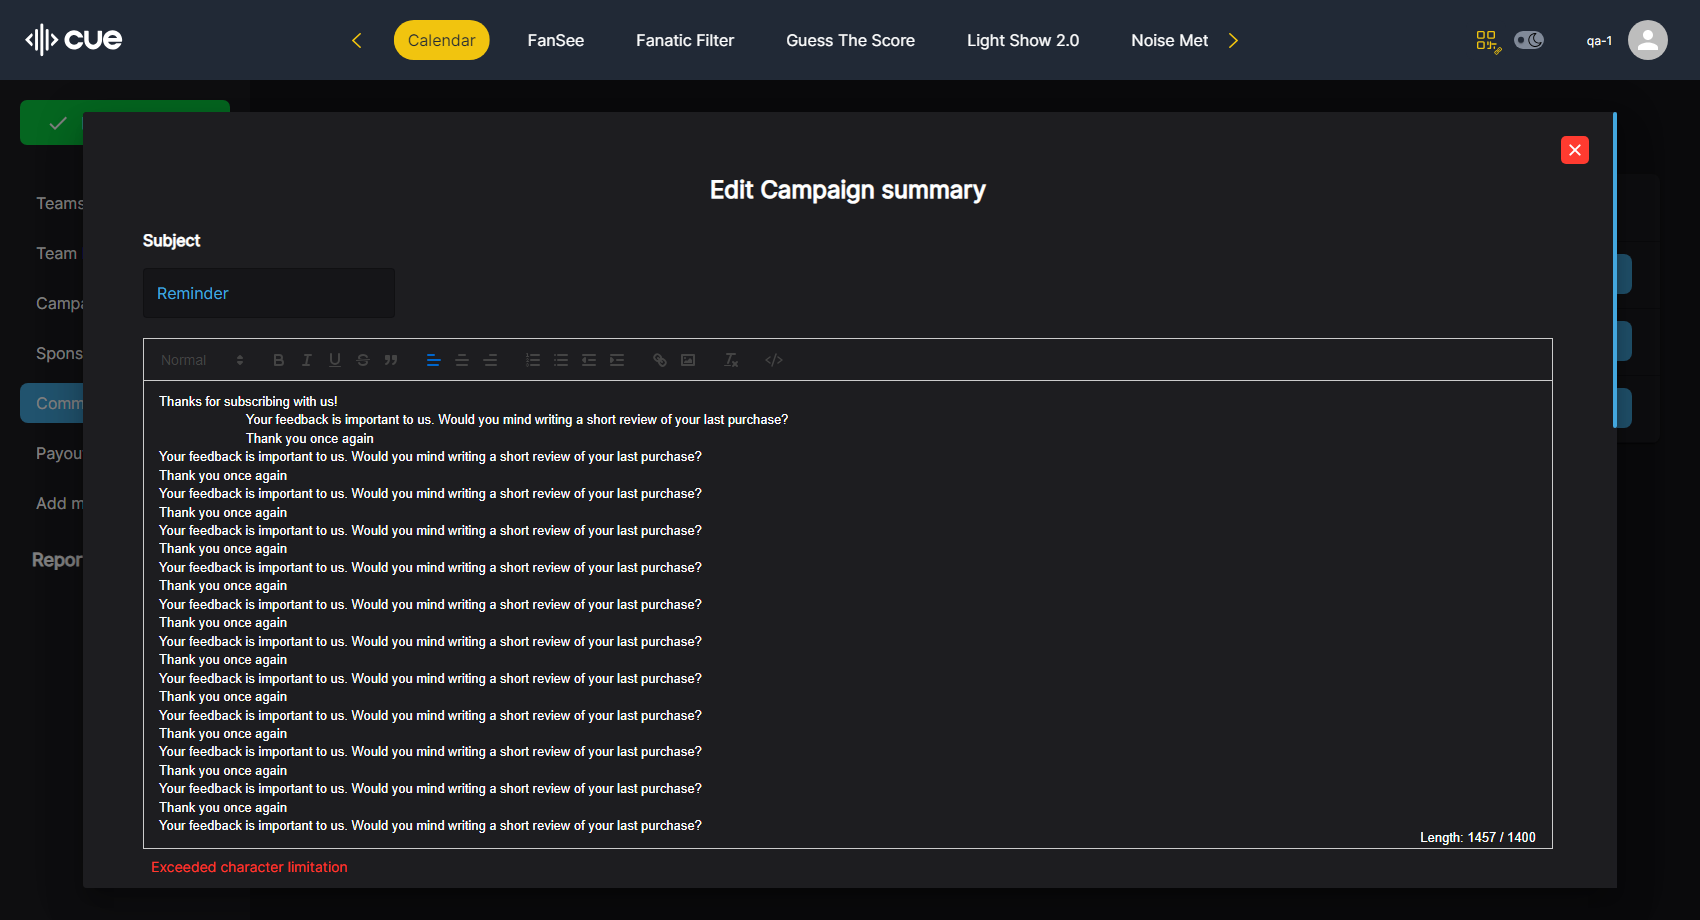 cue
Calendar
FanSee
Fanatic Filter
Guess The Score
Light Show 2.0
Noise Met
qa-1
Teams
Team
Campa
Spons
Comm
Payou
Add m
Repor
Edit Campaign summary
Subject
Reminder
Normal
Thanks for subscribing with us!
Your feedback is important to us. Would you mind writing a short review of your last purchase?
Thank you once again
Your feedback is important to us. Would you mind writing a short review of your last purchase?
Thank you once again
Your feedback is important to us. Would you mind writing a short review of your last purchase?
Thank you once again
Your feedback is important to us. Would you mind writing a short review of your last purchase?
Thank you once again
Your feedback is important to us. Would you mind writing a short review of your last purchase?
Thank you once again
Your feedback is important to us. Would you mind writing a short review of your last purchase?
Thank you once again
Your feedback is important to us. Would you mind writing a short review of your last purchase?
Thank you once again
Your feedback is important to us. Would you mind writing a short review of your last purchase?
Thank you once again
Your feedback is important to us. Would you mind writing a short review of your last purchase?
Thank you once again
Your feedback is important to us. Would you mind writing a short review of your last purchase?
Thank you once again
Your feedback is important to us. Would you mind writing a short review of your last purchase?
Thank you once again
Your feedback is important to us. Would you mind writing a short review of your last purchase?
Length: 1457 / 1400
Exceeded character limitation